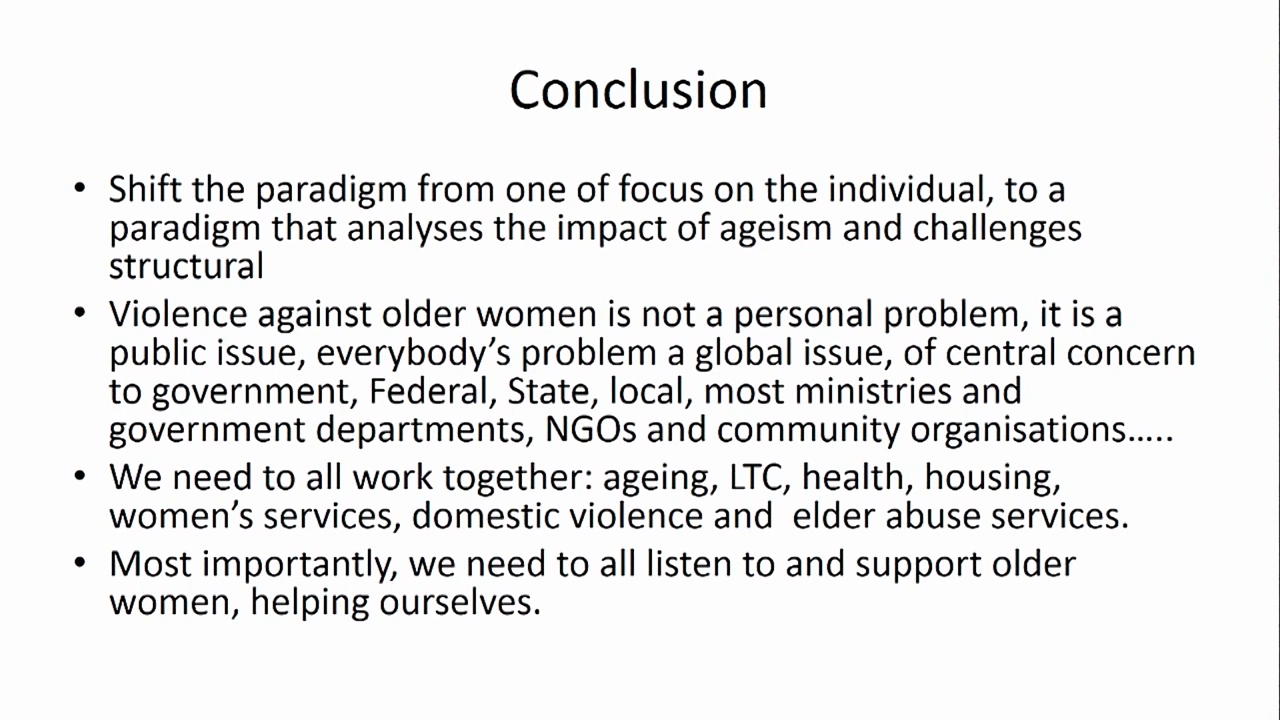 Conclusion
• Shift the paradigm from one of focus on the individual, to a
paradigm that analyses the impact of ageism and challenges
structural
• Violence against older women is not a personal problem, it is a
public issue, everybody’s problem a global issue, of central concern
to government, Federal, State, local, most ministries and
government departments, NGOs and community organisations…..
• We need to all work together: ageing, LTC, health, housing,
women’s services, domestic violence and  elder abuse services.
• Most importantly, we need to all listen to and support older
women, helping ourselves.